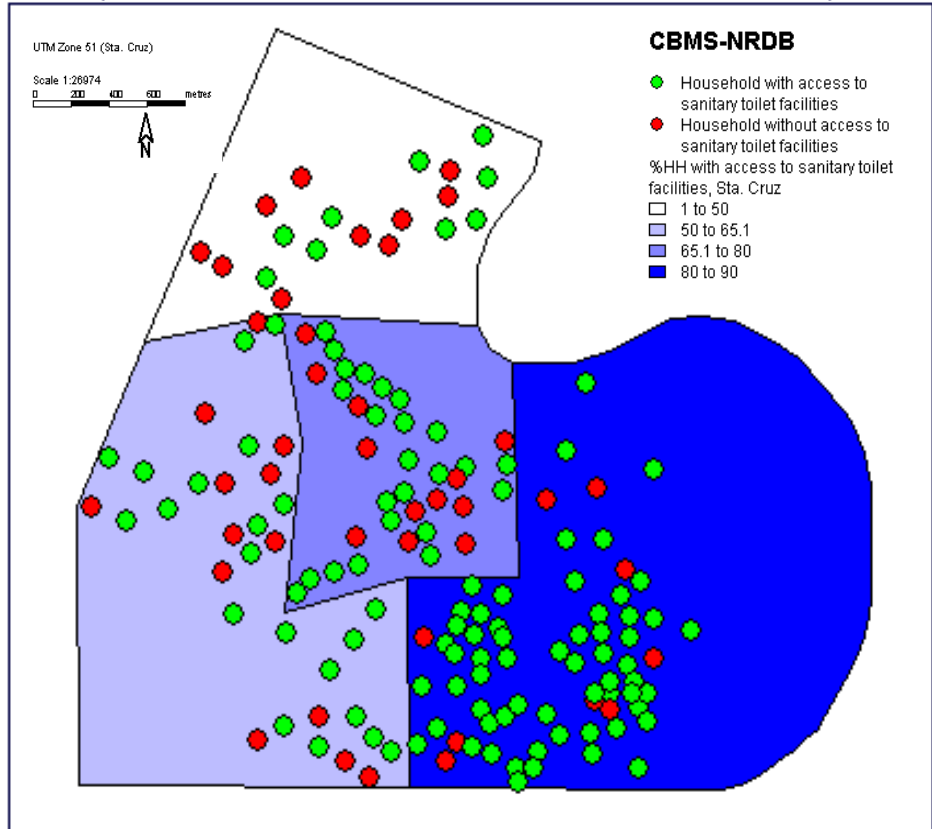 UTM Zone 51 (Sta. Cruz)
Scale 1:26974
0 200 400 600 metres
N
CBMS-NRDB
Household with access to
sanitary toilet facilities
Household without access to
sanitary toilet facilities
%HH with access to sanitary toilet
facilities, Sta. Cruz
1 to 50
50 to 65.1
65.1 to 80
80 to 90